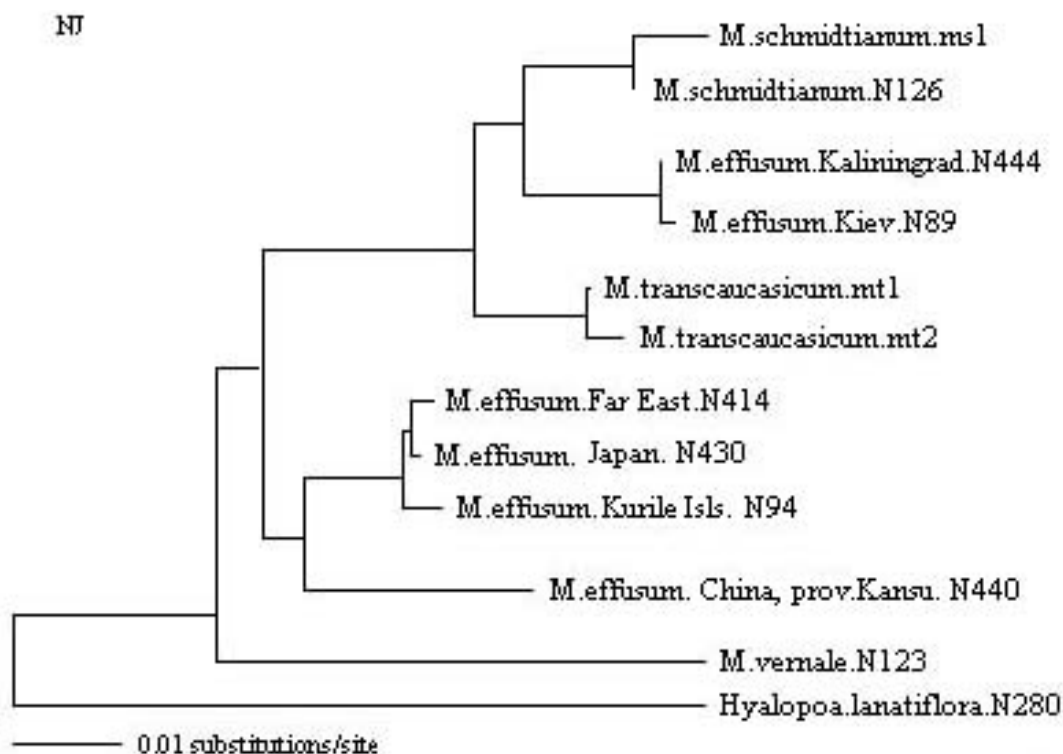 NJ
M.schmidtianum.ms1
M.schmidtianum.N126
M.effusum.Kaliningrad.N444
M.effusum.Kiev.N89
M.transcaucasicum.mt1
M.transcaucasicum.mt2
M.effusum.Far East.N414
M.effusum. Japan. N430
M.effusum.Kurile Isls. N94
M.effusum. China, prov.Kansu. N440
M.vernale.N123
Hyalopoa.lanatiflora.N280
0.01 substitutions/site